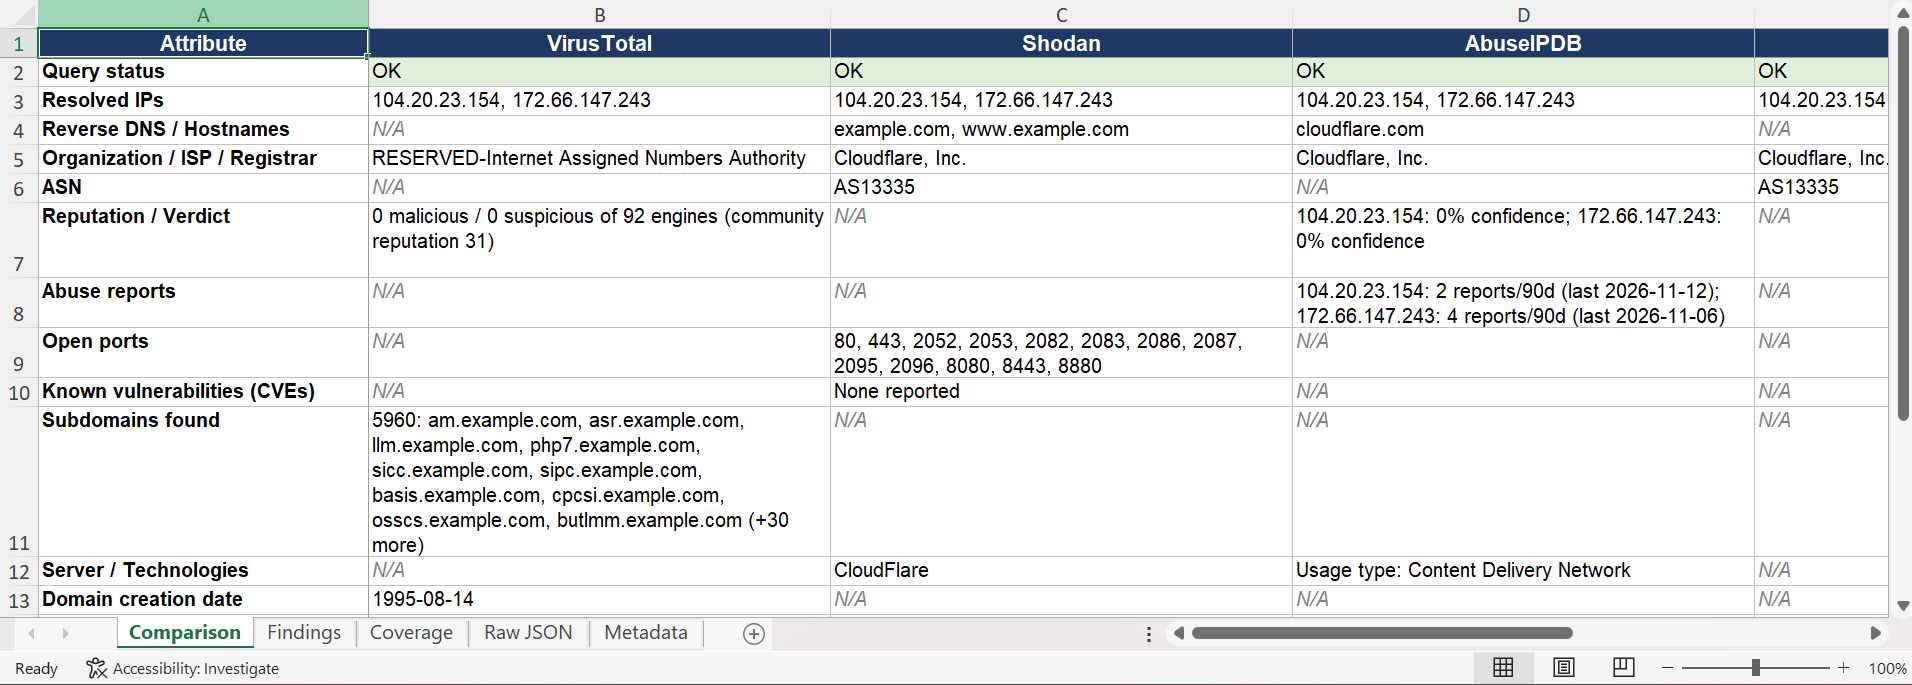 A B C D
1 Attribute VirusTotal Shodan AbuseIPDB
2 Query status OK OK OK OK
3 Resolved IPs 104.20.23.154, 172.66.147.243 104.20.23.154, 172.66.147.243 104.20.23.154, 172.66.147.243 104.20.23.154
4 Reverse DNS / Hostnames N/A example.com, www.example.com cloudflare.com N/A
5 Organization / ISP / Registrar RESERVED-Internet Assigned Numbers Authority Cloudflare, Inc. Cloudflare, Inc. Cloudflare, Inc.
6 ASN N/A AS13335 N/A AS13335
Reputation / Verdict 0 malicious / 0 suspicious of 92 engines (community N/A 104.20.23.154: 0% confidence; 172.66.147.243: N/A
reputation 31) 0% confidence
7
Abuse reports N/A N/A 104.20.23.154: 2 reports/90d (last 2026-11-12); N/A
8 172.66.147.243: 4 reports/90d (last 2026-11-06)
Open ports N/A 80, 443, 2052, 2053, 2082, 2083, 2086, 2087, N/A N/A
9 2095, 2096, 8080, 8443, 8880
10 Known vulnerabilities (CVEs) N/A None reported N/A N/A
Subdomains found 5960: am.example.com, asr.example.com, N/A N/A N/A
llm.example.com, php7.example.com,
sicc.example.com, sipc.example.com,
basis.example.com, cpcsi.example.com,
osscs.example.com, butlmm.example.com (+30
11 more)
12 Server / Technologies N/A CloudFlare Usage type: Content Delivery Network N/A
13 Domain creation date 1995-08-14 N/A N/A N/A
Comparison Findings Coverage Raw JSON Metadata
Ready Accessibility: Investigate 100%